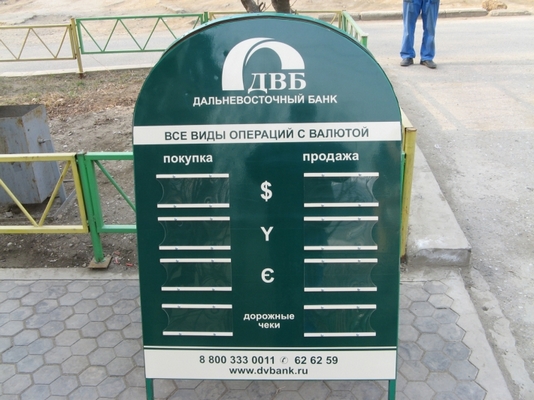 ДВБ
ДАЛЬНЕВОСТОЧНЫЙ БАНК
ВСЕ ВИДЫ ОПЕРАЦИЙ С ВАЛЮТОЙ
покупка продажа
$
Y
€
дорожные
чеки
8 800 333 0011 ✆ 62 62 59
www.dvbank.ru